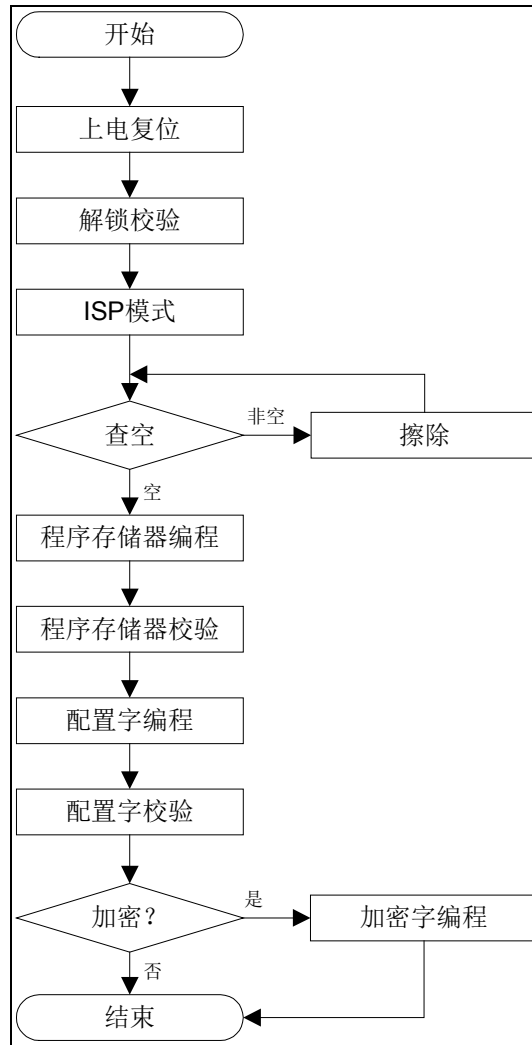 开始
上电复位
解锁校验
ISP模式
查空
非空
擦除
空
程序存储器编程
程序存储器校验
配置字编程
配置字校验
加密?
是
加密字编程
否
结束